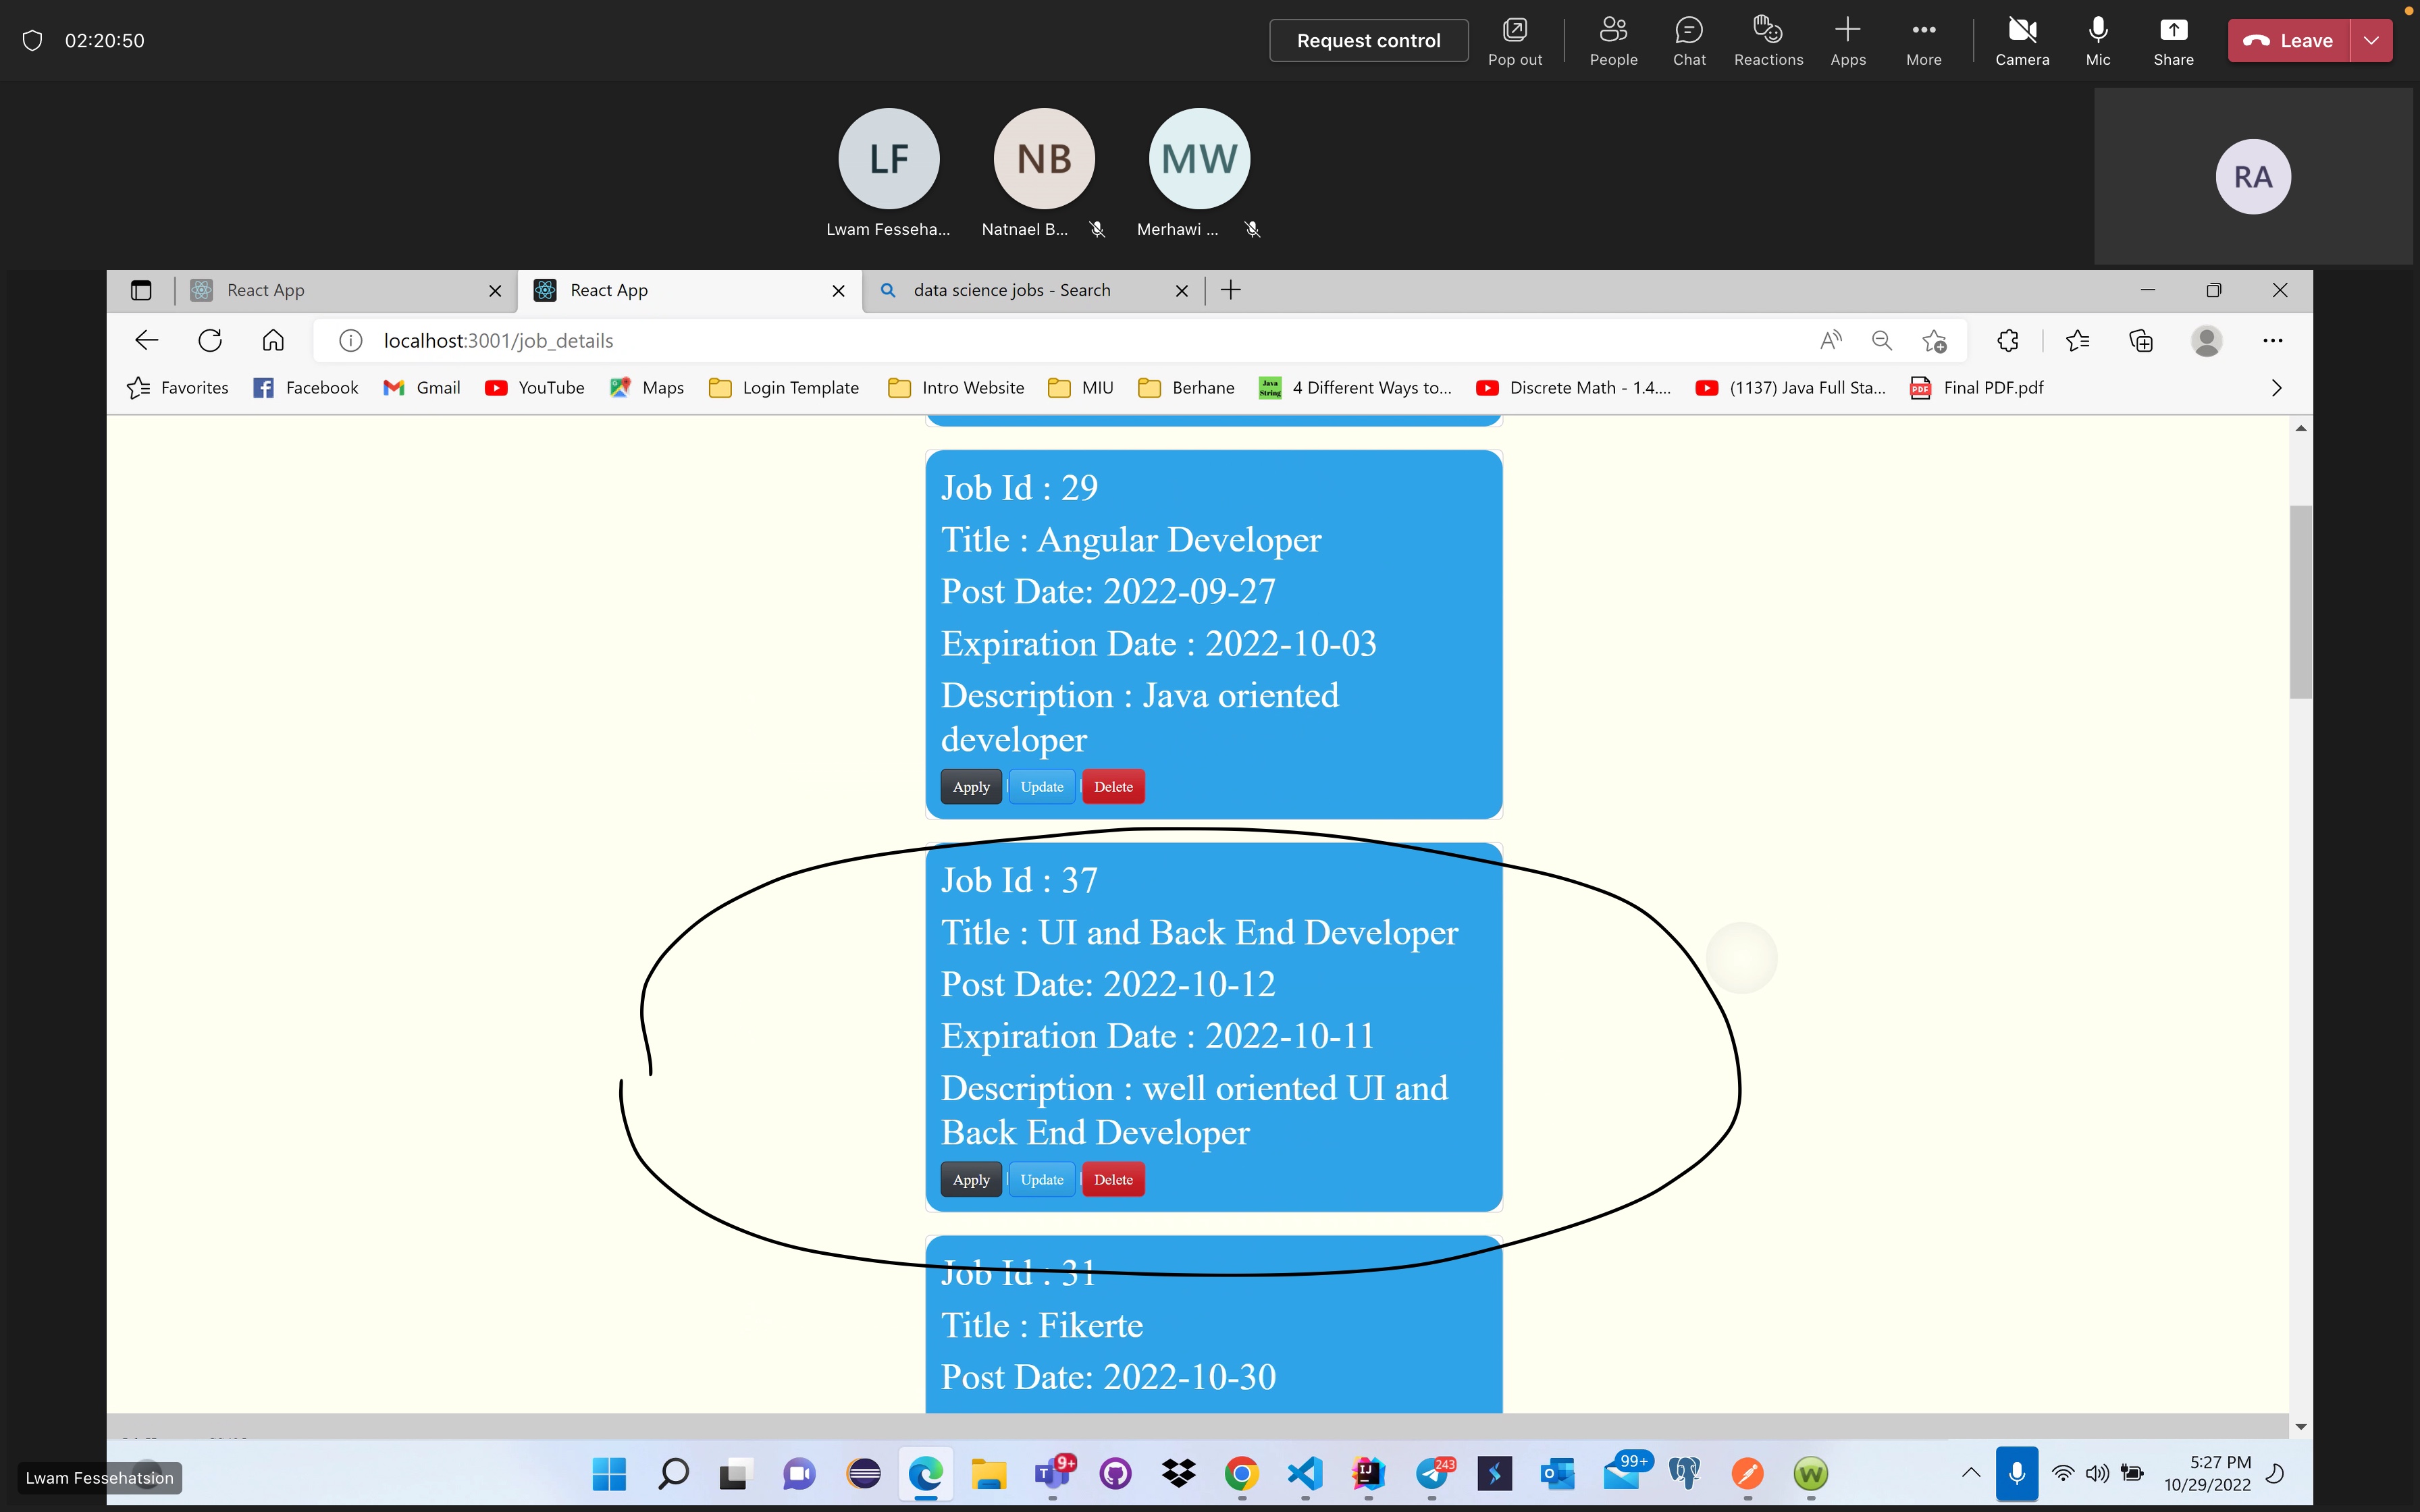 02:20:50
Request control
Pop out
People
Chat
Reactions
Apps
More
Camera
Mic
Share
Leave
LF
NB
MW
RA
Lwam Fesseha...
Natnael B...
Merhawi ...
React App
React App
data science jobs - Search
localhost:3001/job_details
Favorites
Facebook
Gmail
YouTube
Maps
Login Template
Intro Website
MIU
Berhane
Java String
4 Different Ways to...
Discrete Math - 1.4....
(1137) Java Full Sta...
PDF
Final PDF.pdf
Job Id : 29
Title : Angular Developer
Post Date: 2022-09-27
Expiration Date : 2022-10-03
Description : Java oriented
developer
Apply | Update | Delete
Job Id : 37
Title : UI and Back End Developer
Post Date: 2022-10-12
Expiration Date : 2022-10-11
Description : well oriented UI and
Back End Developer
Apply | Update | Delete
Job Id : 31
Title : Fikerte
Post Date: 2022-10-30
Lwam Fessehatsion
9+
243
99+
5:27 PM
10/29/2022